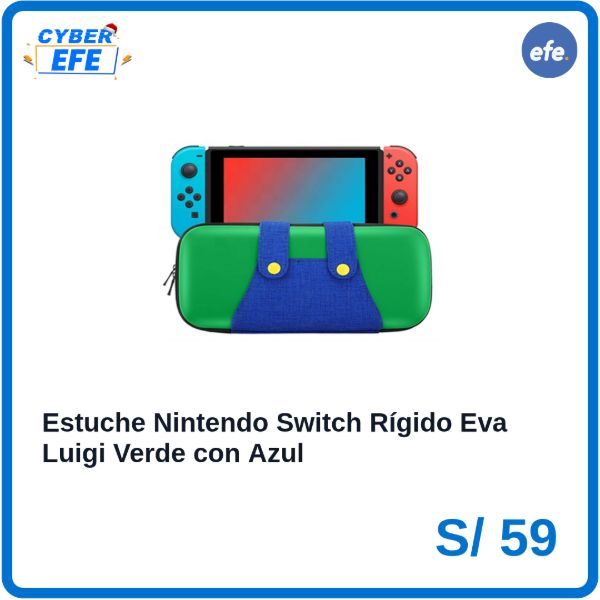 CYBER
EFE
efe.
Estuche Nintendo Switch Rígido Eva
Luigi Verde con Azul
S/ 59